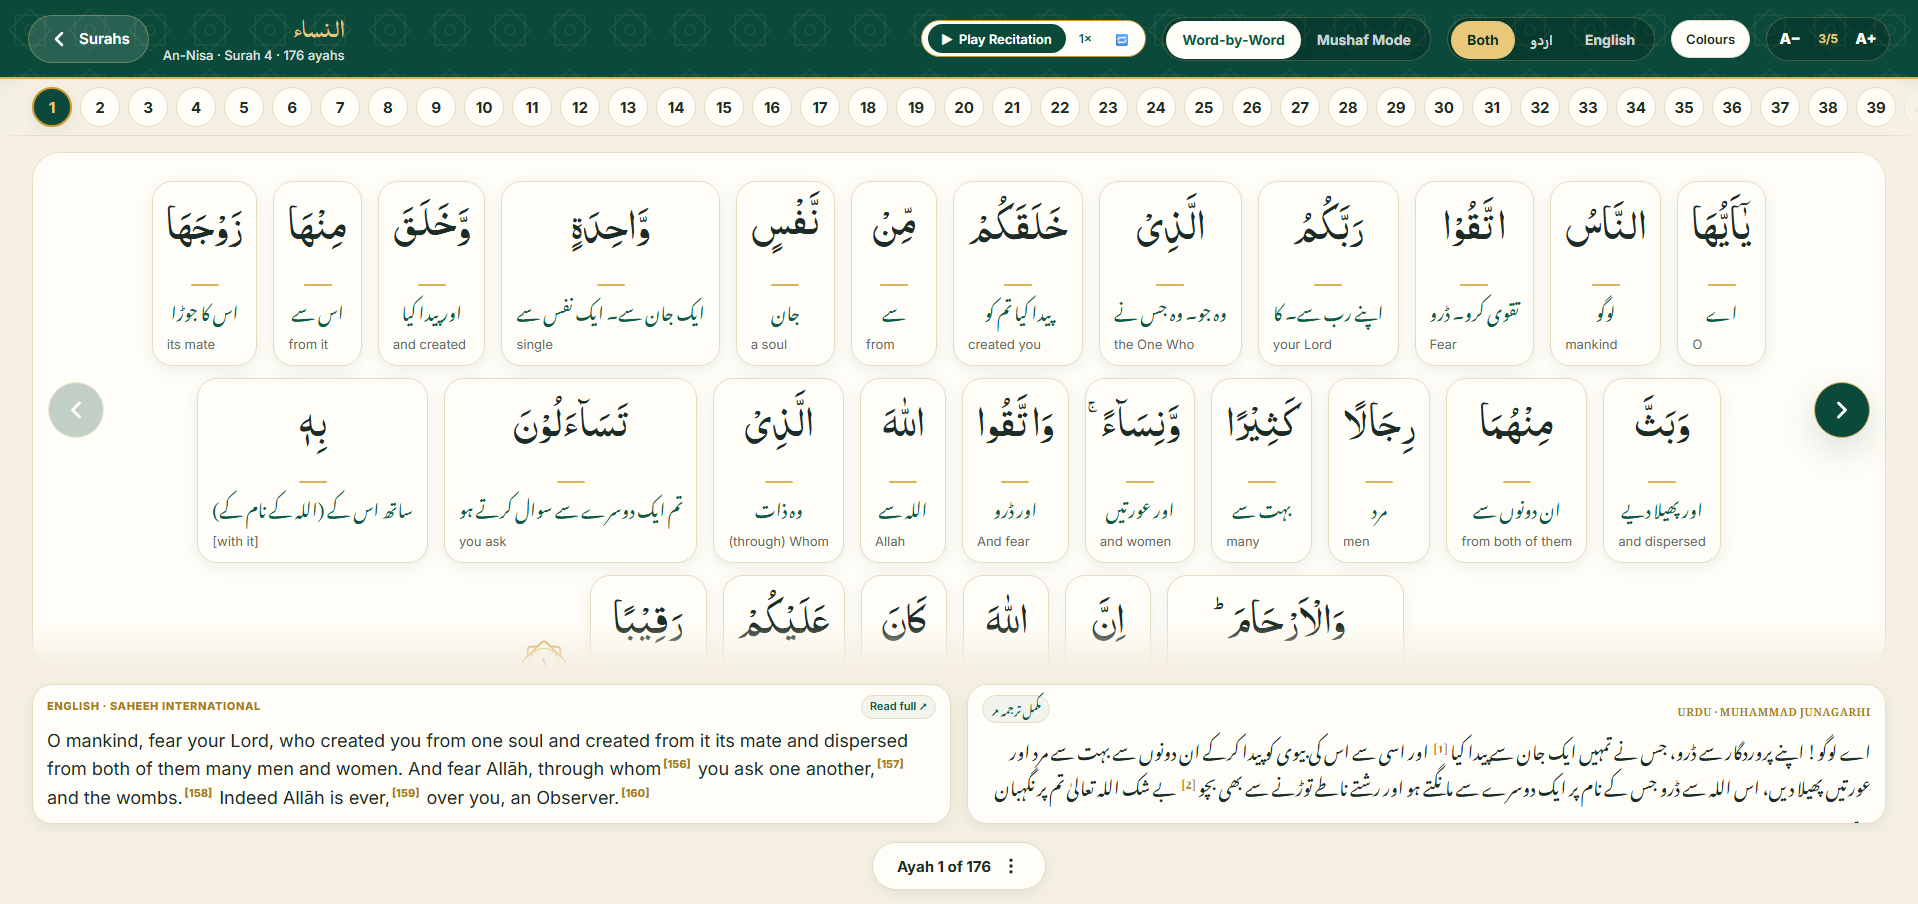 Surahs
النساء
An-Nisa · Surah 4 · 176 ayahs
Play Recitation 1×
Word-by-Word Mushaf Mode
Both اردو English
Colours
A− 3/5 A+
1 2 3 4 5 6 7 8 9 10 11 12 13 14 15 16 17 18 19 20 21 22 23 24 25 26 27 28 29 30 31 32 33 34 35 36 37 38 39
يٰۤاَيُّهَا النَّاسُ اتَّقُوْا رَبَّكُمُ الَّذِىْ خَلَقَكُمْ مِّنْ نَّفْسٍ وَّاحِدَةٍ وَّخَلَقَ مِنْهَا زَوْجَهَا
اے لوگو تقوی کرو۔ ڈرو اپنے رب سے۔ کا وہ جو۔ وہ جس نے پیدا کیا تم کو سے جان ایک جان سے۔ ایک نفس سے اور پیدا کیا اس سے اس کا جوڑا
O mankind Fear your Lord the One Who created you from a soul single and created from it its mate
وَبَثَّ مِنْهُمَا رِجَالًا كَثِيْرًا وَّنِسَآءً ۚ وَاتَّقُوا اللّٰهَ الَّذِىْ تَسَآءَلُوْنَ بِهٖ
اور پھیلا دیے ان دونوں سے مرد بہت سے اور عورتیں اور ڈرو اللہ سے وہ ذات تم ایک دوسرے سے سوال کرتے ہو ساتھ اس کے (اللہ کے نام کے)
and dispersed from both of them men many and women And fear Allah (through) Whom you ask [with it]
وَالْاَرْحَامَ ؕ اِنَّ اللّٰهَ كَانَ عَلَيْكُمْ رَقِيْبًا
١
ENGLISH · SAHEEH INTERNATIONAL
Read full ↗
O mankind, fear your Lord, who created you from one soul and created from it its mate and dispersed
from both of them many men and women. And fear Allāh, through whom[156] you ask one another,[157]
and the wombs.[158] Indeed Allāh is ever,[159] over you, an Observer.[160]
مکمل ترجمہ ↗
URDU · MUHAMMAD JUNAGARHI
اے لوگو! اپنے پروردگار سے ڈرو، جس نے تمہیں ایک جان سے پیدا کیا [1] اور اسی سے اس کی بیوی کو پیدا کرکے ان دونوں سے بہت سے مرد اور
عورتیں پھیلا دیں، اس اللہ سے ڈرو جس کے نام پر ایک دوسرے سے مانگتے ہو اور رشتے ناطے توڑنے سے بھی بچو [2] بے شک اللہ تعالیٰ تم پر نگہبان
Ayah 1 of 176